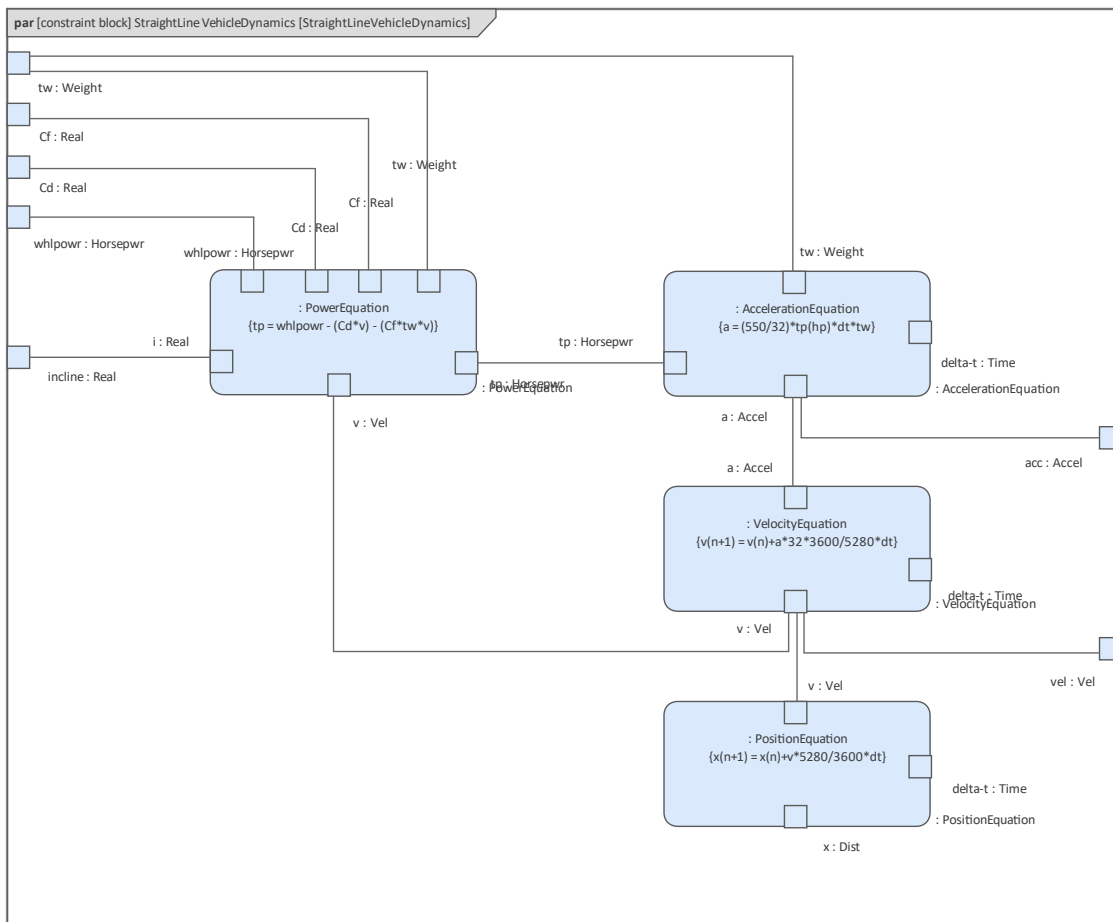 par [constraint block] StraightLine VehicleDynamics [StraightLineVehicleDynamics]
tw : Weight
Cf : Real
tw : Weight
Cd : Real
Cf : Real
Cd : Real
whlpowr : Horsepwr
whlpowr : Horsepwr
tw : Weight
: PowerEquation
{tp = whlpowr - (Cd*v) - (Cf*tw*v)}
: AccelerationEquation
{a = (550/32)*tp(hp)*dt*tw}
i : Real
tp : Horsepwr
delta-t : Time
incline : Real
tp : Horsepwr
: PowerEquation
: AccelerationEquation
v : Vel
a : Accel
acc : Accel
a : Accel
: VelocityEquation
{v(n+1) = v(n)+a*32*3600/5280*dt}
delta-t : Time
: VelocityEquation
v : Vel
vel : Vel
v : Vel
: PositionEquation
{x(n+1) = x(n)+v*5280/3600*dt}
delta-t : Time
: PositionEquation
x : Dist